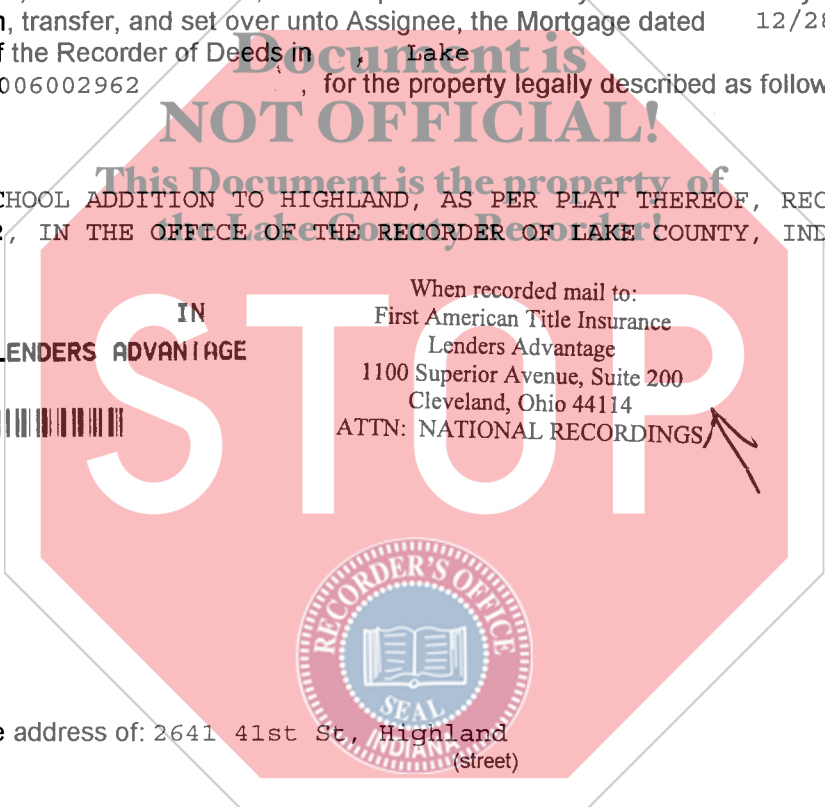 , transfer, and set over unto Assignee, the Mortgage dated 12/28
f the Recorder of Deeds in , Lake
Document is
006002962 , for the property legally described as follow
NOT OFFICIAL!
This Document is the property of
CHOOL ADDITION TO HIGHLAND, AS PER PLAT THEREOF, REC
the Lake County Recorder!
, IN THE OFFICE OF THE RECORDER OF LAKE COUNTY, IND
When recorded mail to:
IN
First American Title Insurance
LENDERS ADVANTAGE
Lenders Advantage
1100 Superior Avenue, Suite 200
Cleveland, Ohio 44114
ATTN: NATIONAL RECORDINGS
STOP
RECORDER'S OFFICE
SEAL
INDIANA
e address of: 2641 41st St, Highland
(street)